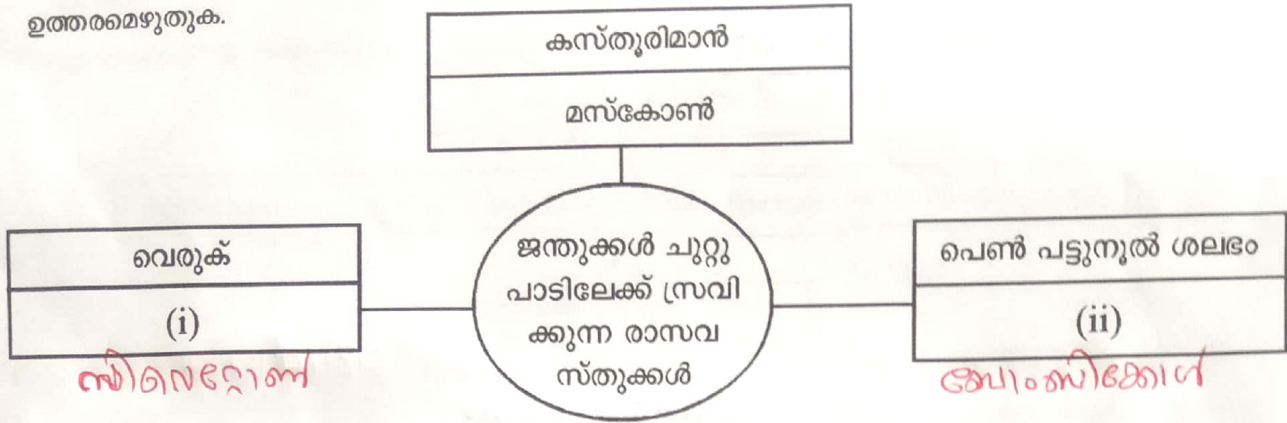 ഉത്തരമെഴുതുക.
കസ്തൂരിമാൻ
മസ്കോൺ
വെരുക്
(i)
സിവെറ്റോൺ
ജന്തുക്കൾ ചുറ്റു
പാടിലേക്ക് സ്രവി
ക്കുന്ന രാസവ
സ്തുക്കൾ
പെൺ പട്ടുനൂൽ ശലഭം
(ii)
ബോംബിക്കോൾ